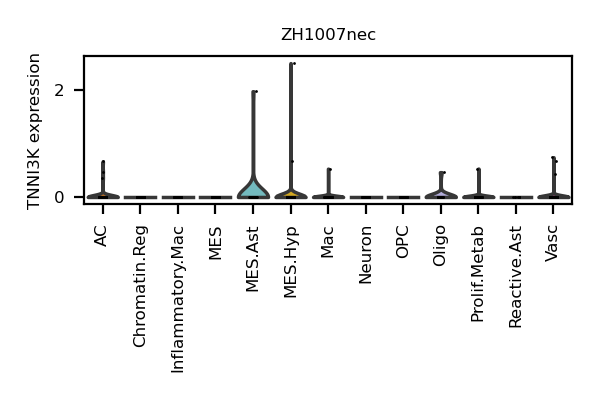 ZH1007nec
TNNI3K expression
2
0
AC
Chromatin.Reg
Inflammatory.Mac
MES
MES.Ast
MES.Hyp
Mac
Neuron
OPC
Oligo
Prolif.Metab
Reactive.Ast
Vasc